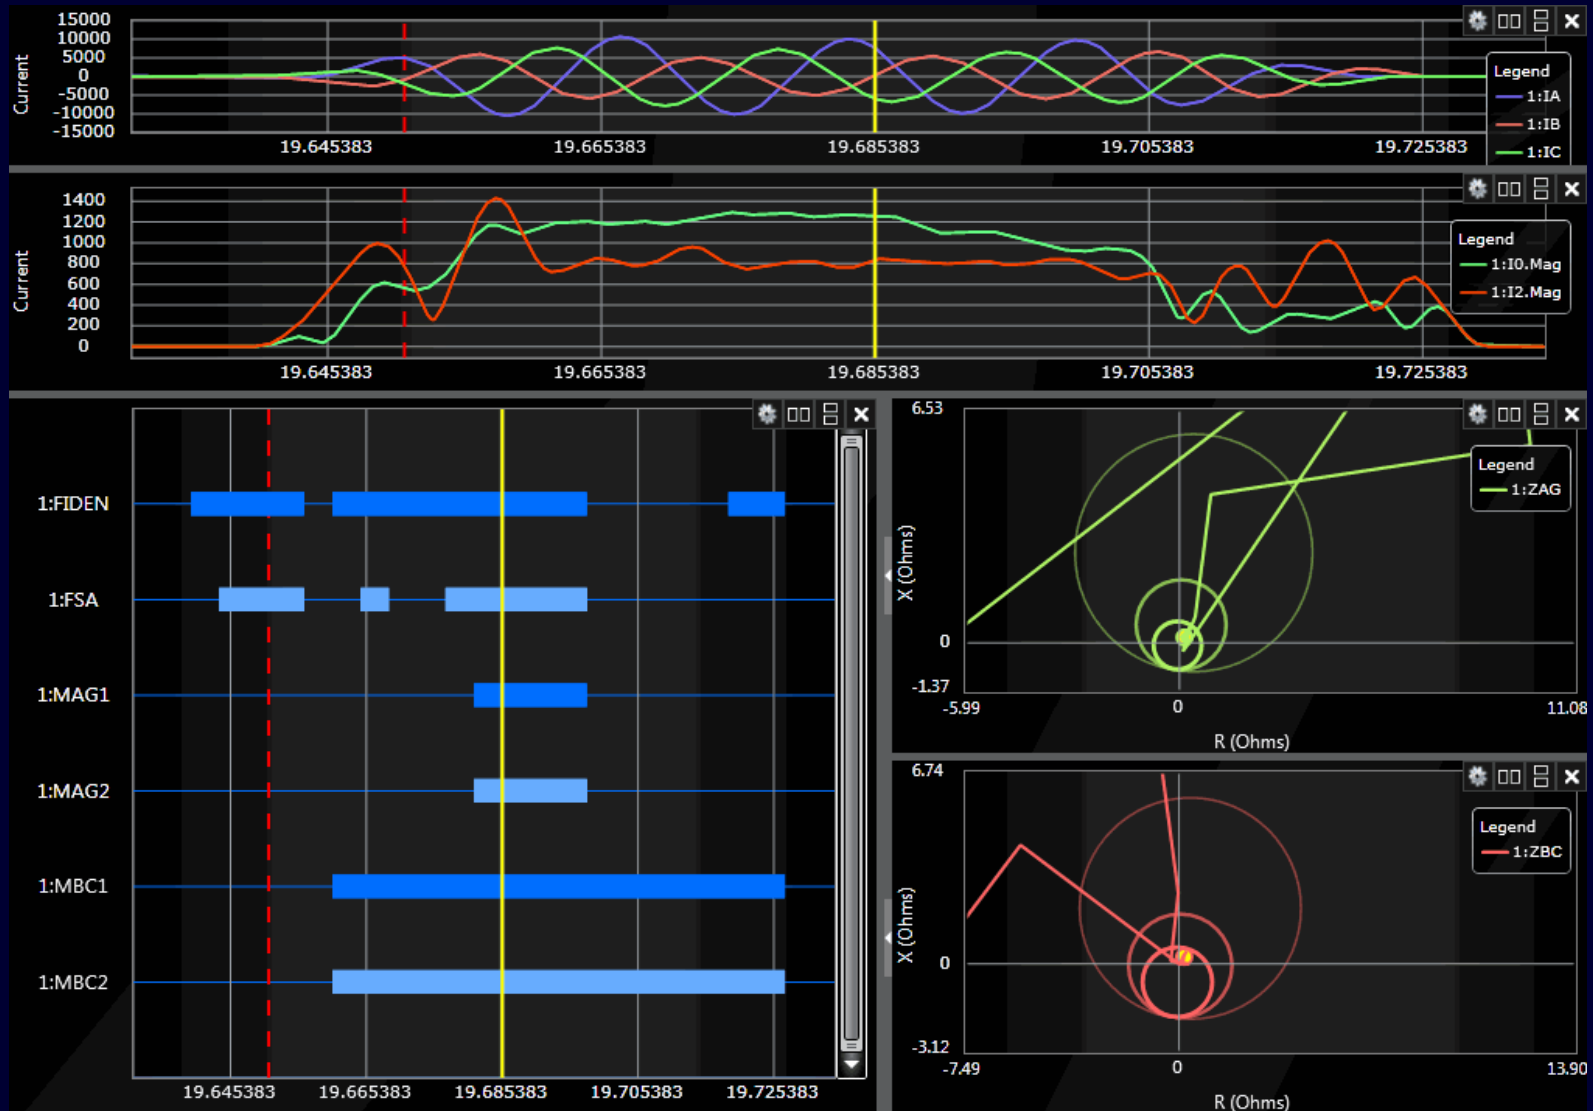 15000
10000
5000
0
-5000
-10000
-15000
Current
19.645383
19.665383
19.685383
19.705383
19.725383
Legend
1:IA
1:IB
1:IC
1400
1200
1000
800
600
400
200
0
Current
19.645383
19.665383
19.685383
19.705383
19.725383
Legend
1:I0.Mag
1:I2.Mag
1:FIDEN
1:FSA
1:MAG1
1:MAG2
1:MBC1
1:MBC2
19.645383
19.665383
19.685383
19.705383
19.725383
6.53
0
-1.37
X (Ohms)
-5.99
0
11.08
R (Ohms)
Legend
1:ZAG
6.74
0
-3.12
X (Ohms)
-7.49
0
13.90
R (Ohms)
Legend
1:ZBC